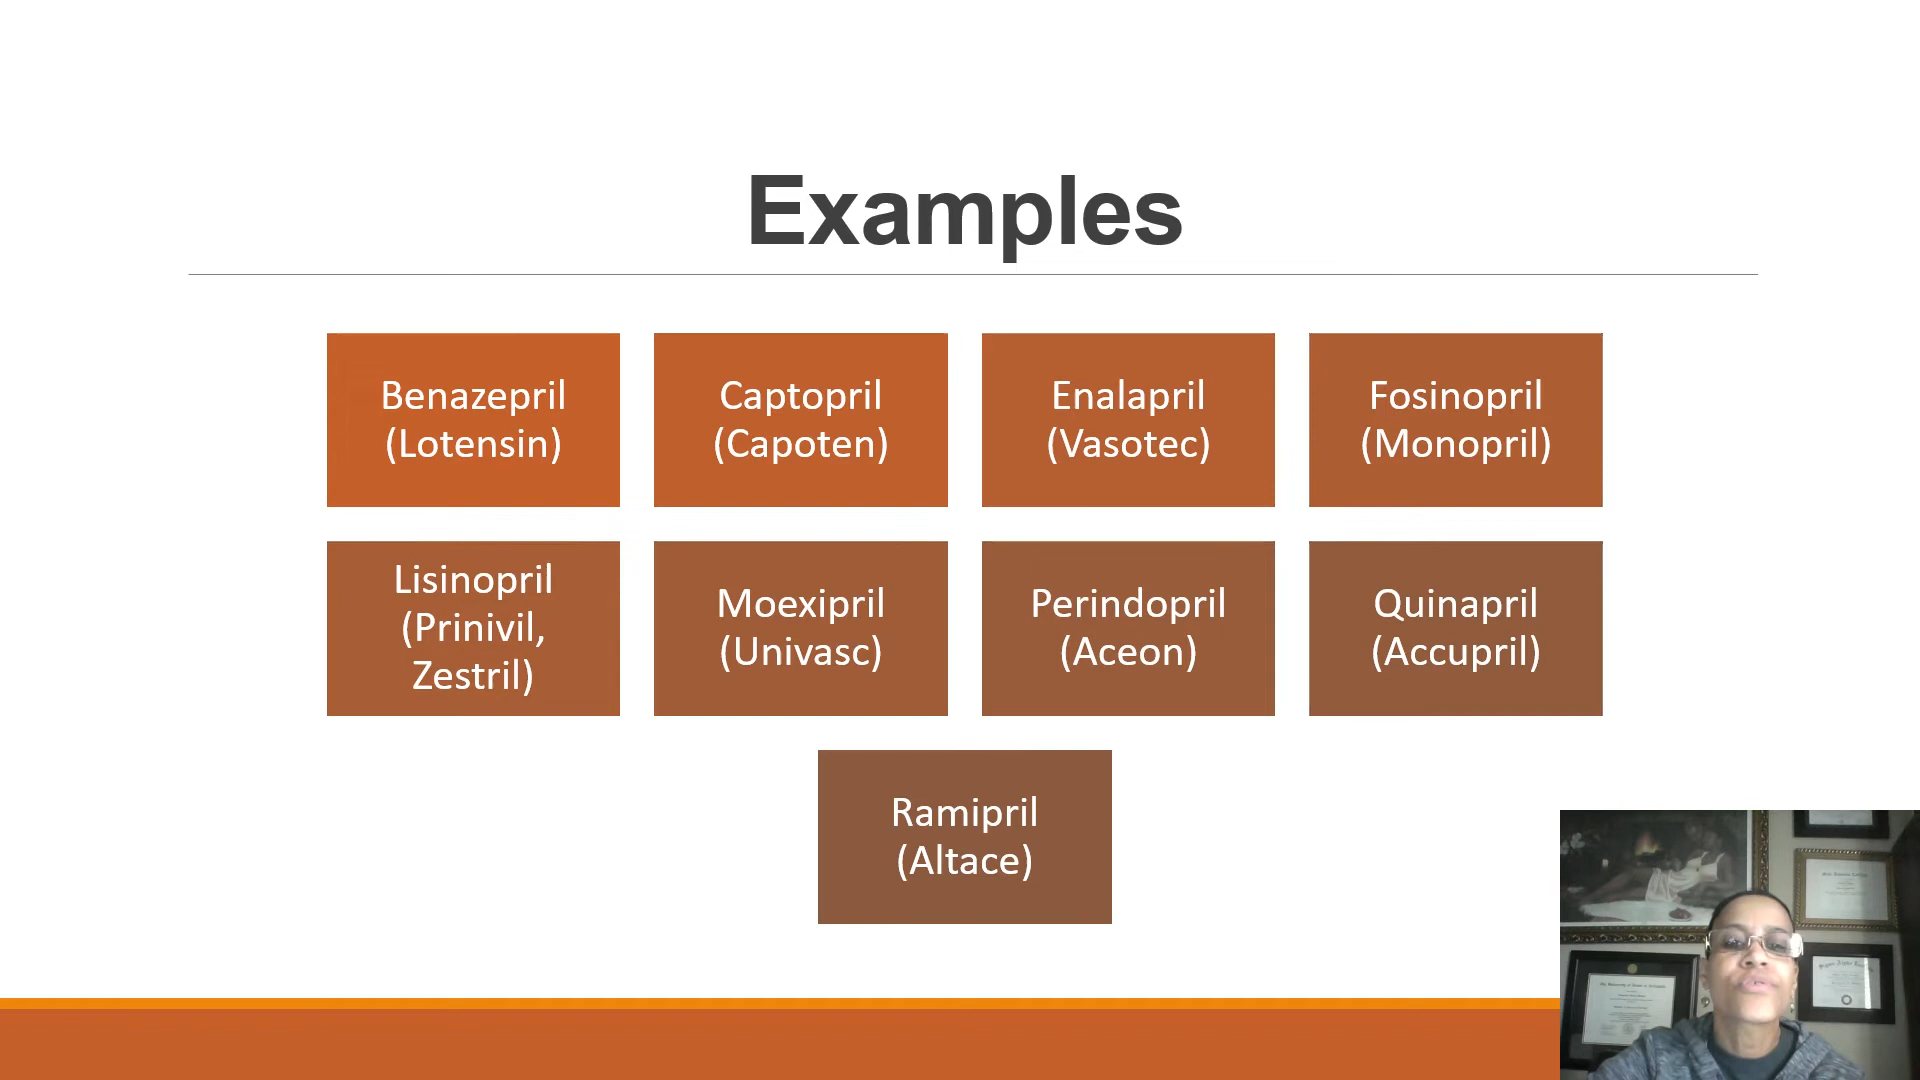 Examples
Benazepril
(Lotensin)
Captopril
(Capoten)
Enalapril
(Vasotec)
Fosinopril
(Monopril)
Lisinopril
(Prinivil,
Zestril)
Moexipril
(Univasc)
Perindopril
(Aceon)
Quinapril
(Accupril)
Ramipril
(Altace)